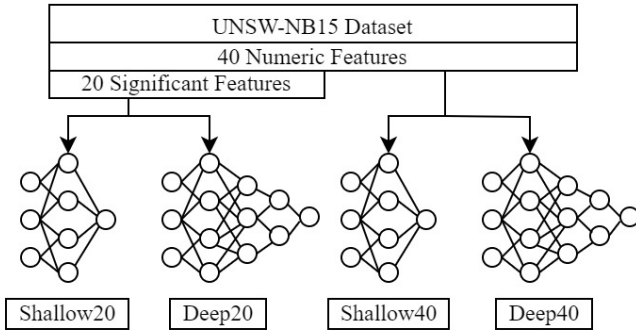 UNSW-NB15 Dataset
40 Numeric Features
20 Significant Features
Shallow20
Deep20
Shallow40
Deep40